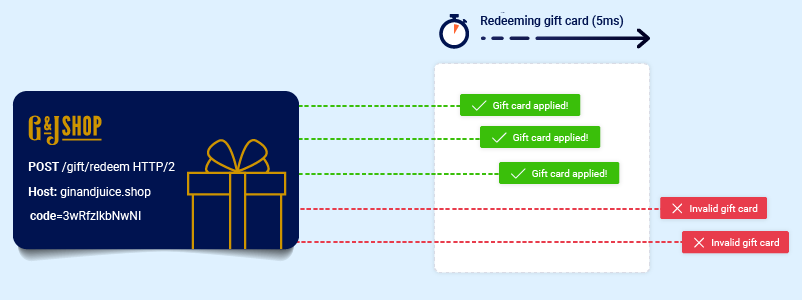 Redeeming gift card (5ms)
G&J SHOP
POST /gift/redeem HTTP/2
Host: ginandjuice.shop
code=3wRfzlkbNwNI
Gift card applied!
Gift card applied!
Gift card applied!
Invalid gift card
Invalid gift card